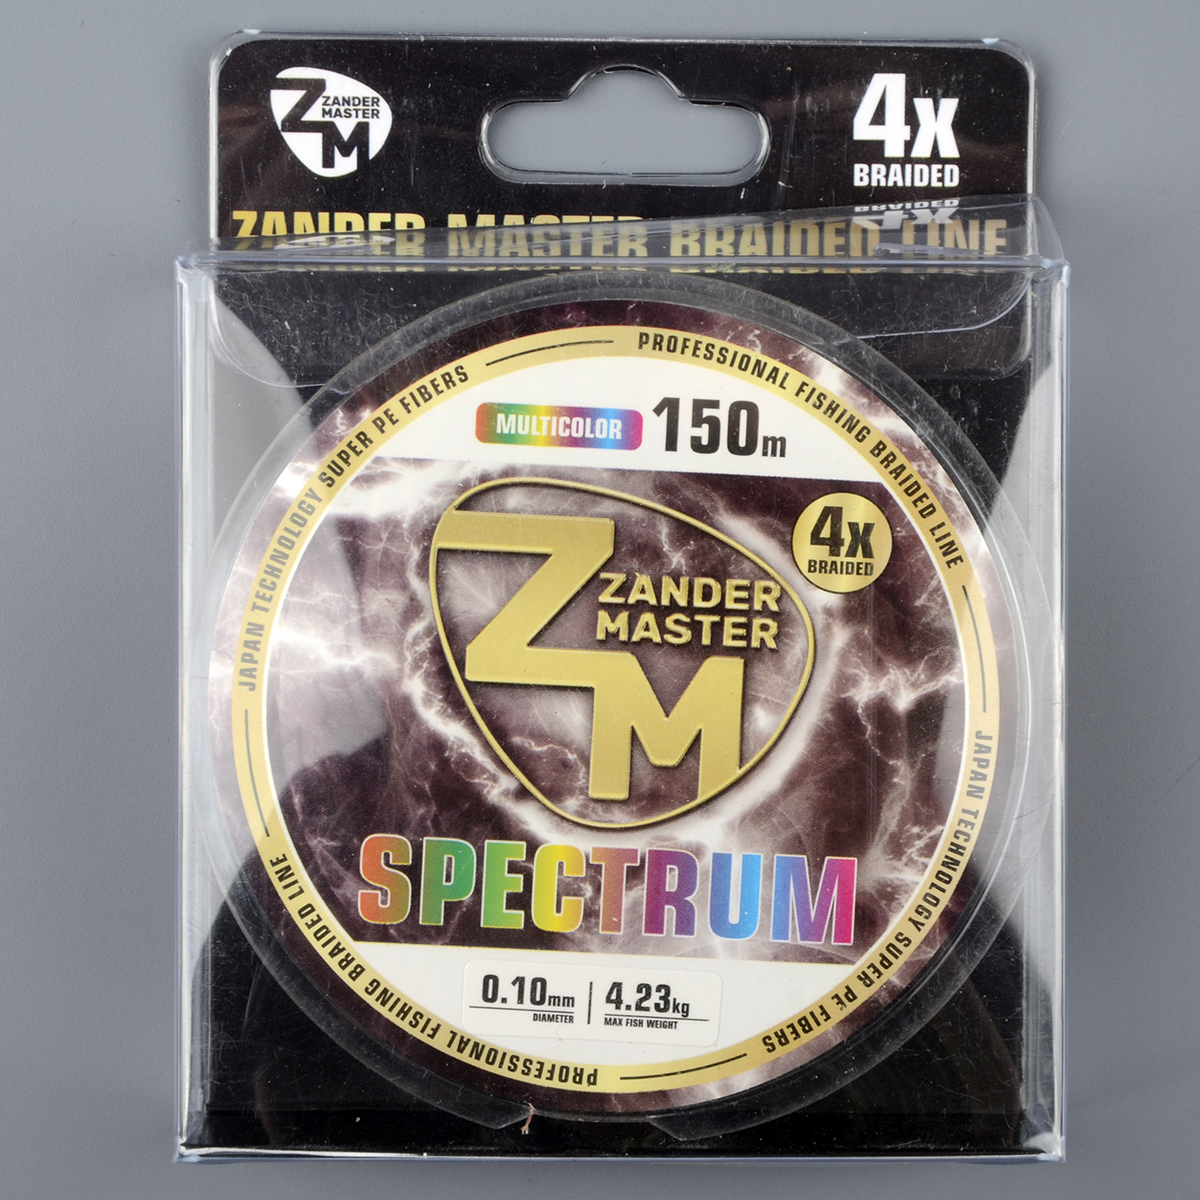 ZANDER
MASTER
ZM
4x
BRAIDED
ZANDER MASTER BRAIDED LINE
PROFESSIONAL FISHING BRAIDED LINE
JAPAN TECHNOLOGY SUPER PE FIBERS
MULTICOLOR 150m
4x
BRAIDED
ZANDER
MASTER
ZM
SPECTRUM
0.10mm
DIAMETER
4.23kg
MAX FISH WEIGHT
JAPAN TECHNOLOGY SUPER PE FIBERS
PROFESSIONAL FISHING BRAIDED LINE